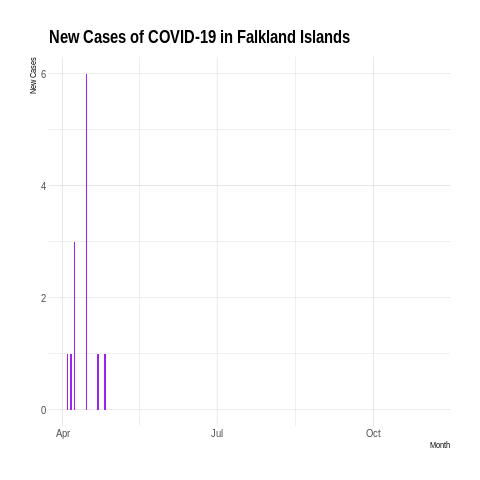 New Cases of COVID-19 in Falkland Islands
New Cases
6
4
2
0
Apr
Jul
Oct
Month